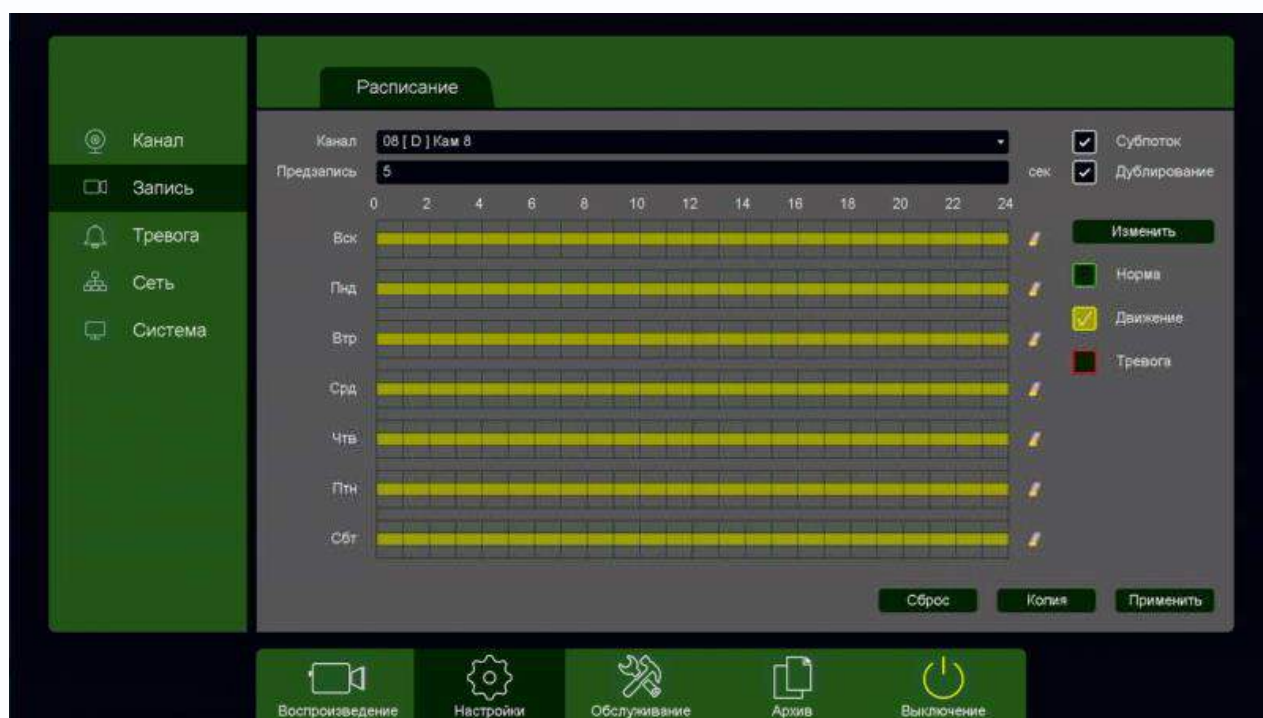 Расписание
Канал
Запись
Тревога
Сеть
Система
Канал 08 [ D ] Кам 8 Субпоток
Предзапись 5 сек Дублирование
0 2 4 6 8 10 12 14 16 18 20 22 24
Вск Изменить
Пнд Норма
Втр Движение
Срд Тревога
Чтв
Птн
Сбт
Сброс Копия Применить
Воспроизведение Настройки Обслуживание Архив Выключение